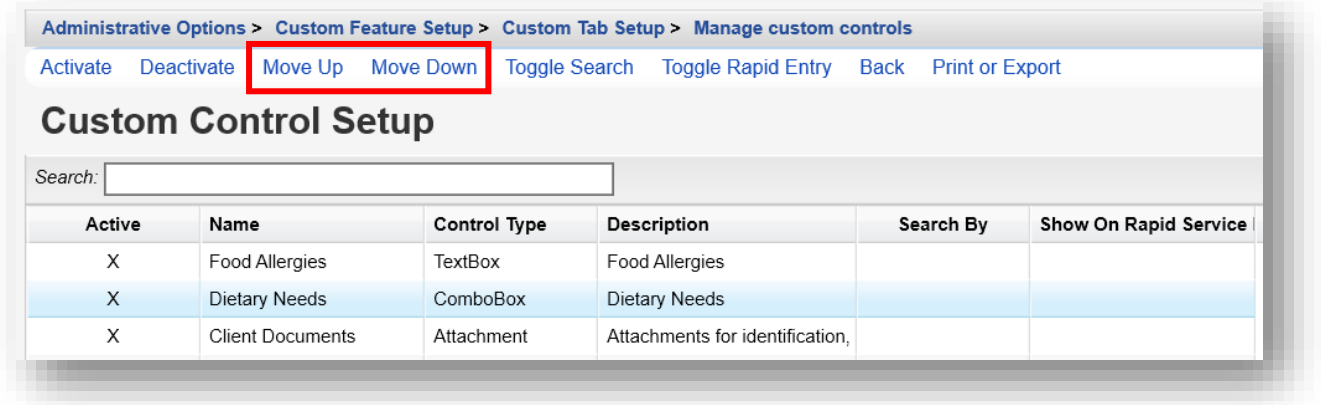 Administrative Options > Custom Feature Setup > Custom Tab Setup > Manage custom controls
Activate Deactivate Move Up Move Down Toggle Search Toggle Rapid Entry Back Print or Export
Custom Control Setup
Search:
Active Name Control Type Description Search By Show On Rapid Service
X Food Allergies TextBox Food Allergies
X Dietary Needs ComboBox Dietary Needs
X Client Documents Attachment Attachments for identification,